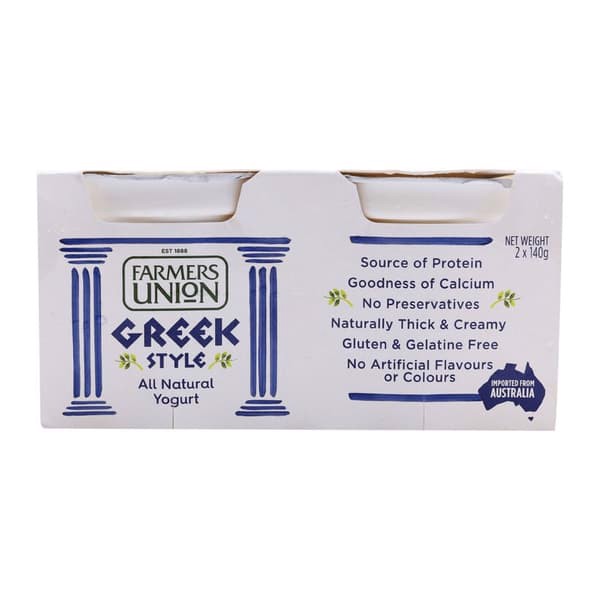 EST 1888
FARMERS
UNION
GREEK
STYLE
All Natural
Yogurt
Source of Protein
Goodness of Calcium
No Preservatives
Naturally Thick & Creamy
Gluten & Gelatine Free
No Artificial Flavours
or Colours
NET WEIGHT
2 x 140g
IMPORTED FROM
AUSTRALIA